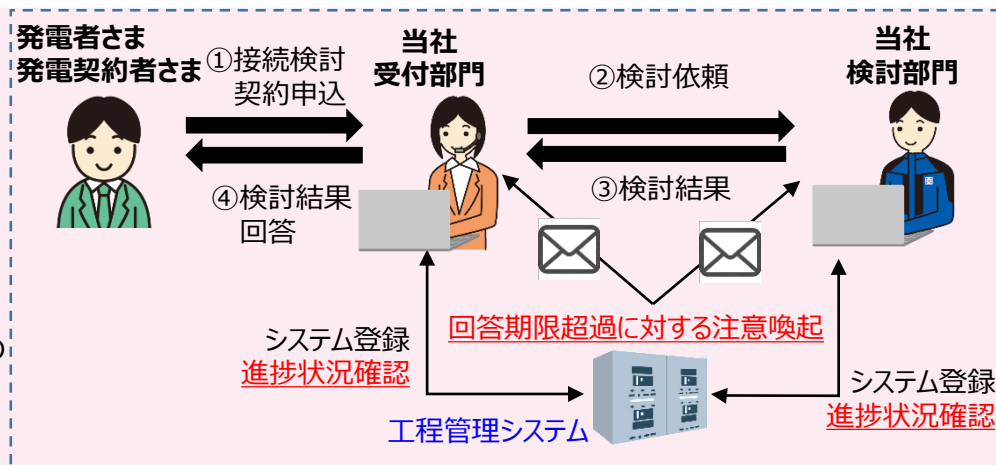 発電者さま
発電契約者さま
①接続検討
契約申込
当社
受付部門
②検討依頼
当社
検討部門
④検討結果
回答
③検討結果
回答期限超過に対する注意喚起
システム登録
進捗状況確認
工程管理システム
システム登録
進捗状況確認